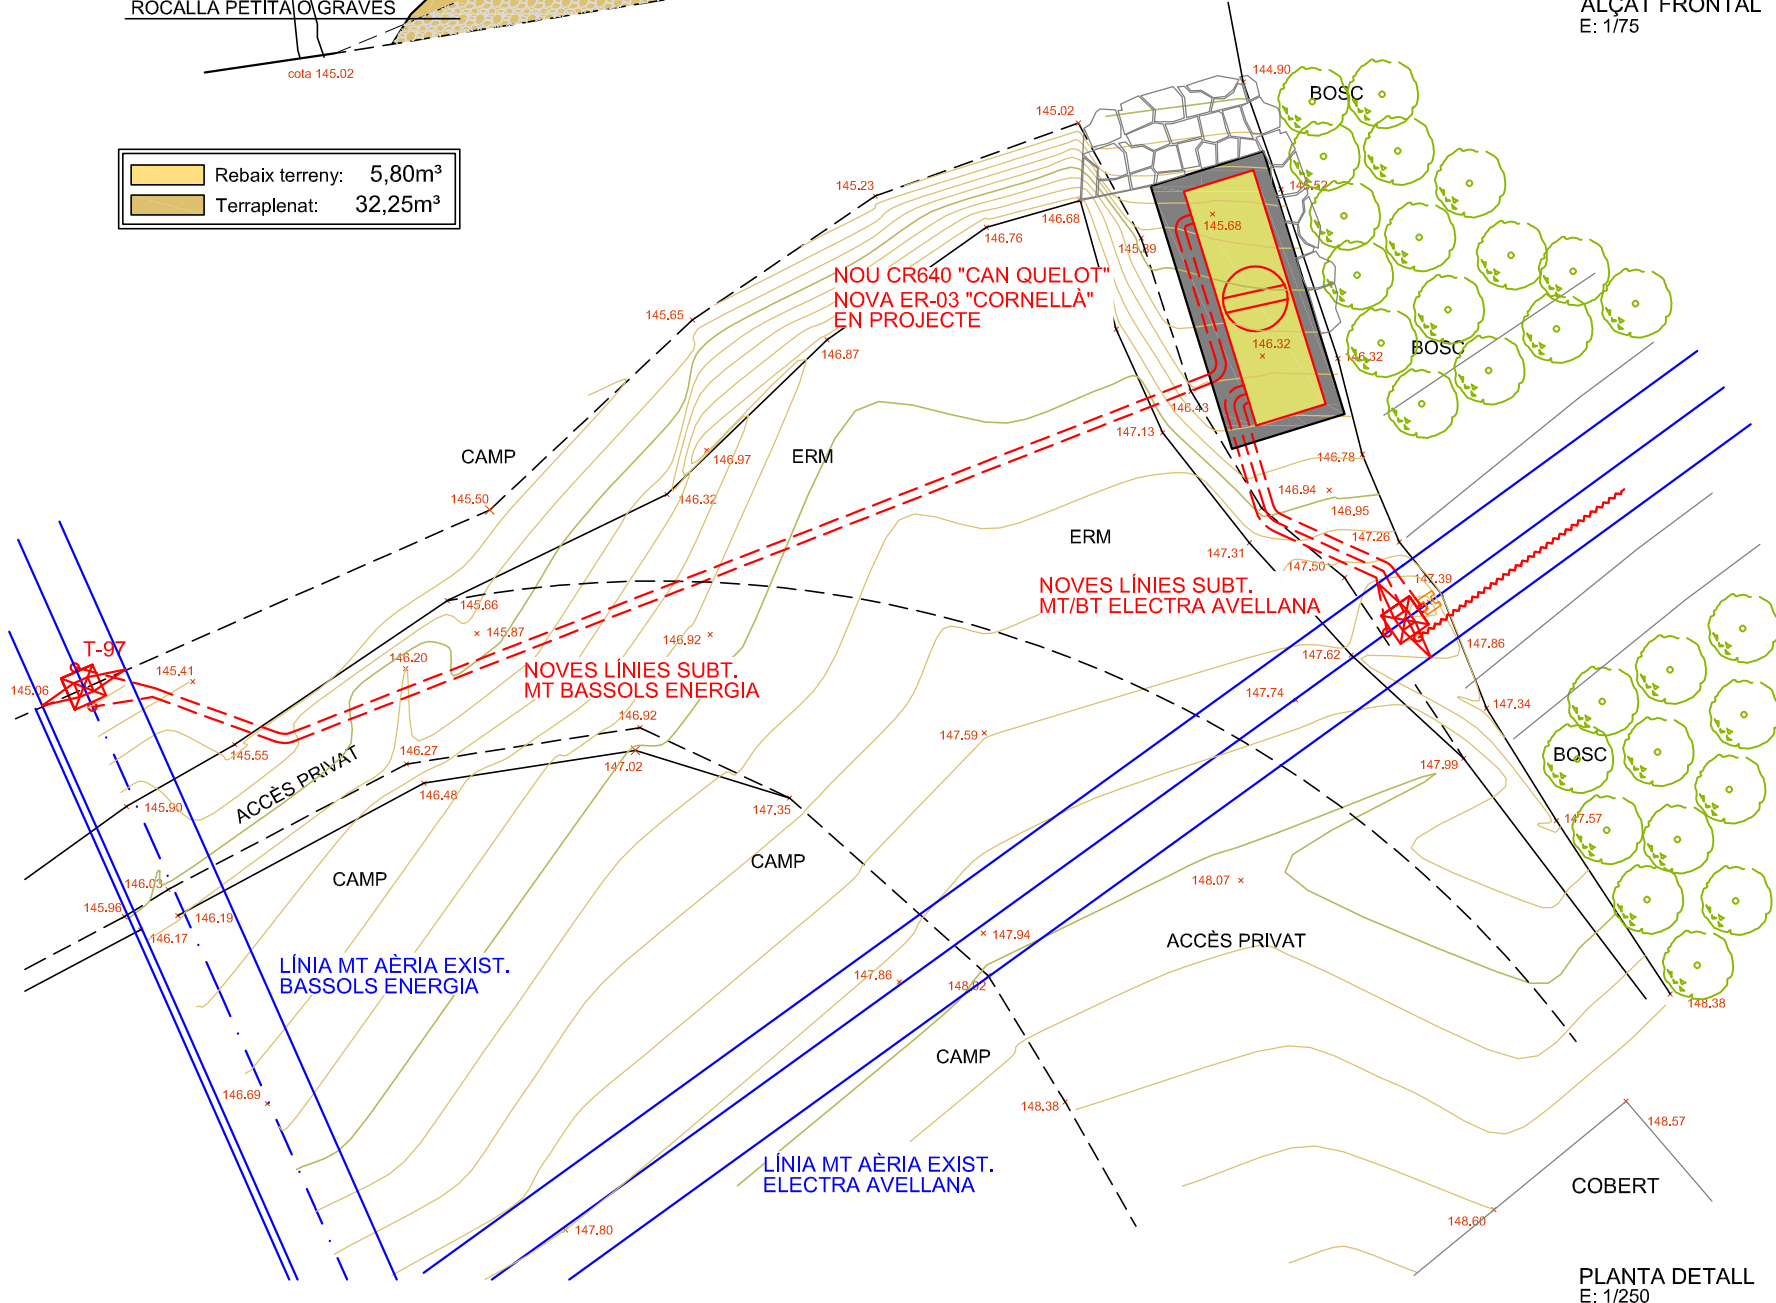 ROCALLA PETITA O GRAVES
cota 145.02
ALÇAT FRONTAL
E: 1/75
Rebaix terreny: 5,80m³
Terraplenat: 32,25m³
144.90
BOSC
145.02
145.23
145.52
146.68
145.68
146.76
145.89
NOU CR640 "CAN QUELOT"
NOVA ER-03 "CORNELLÀ"
EN PROJECTE
145.65
146.87
146.32
146.32
BOSC
146.43
147.13
CAMP
146.97
ERM
146.78
145.50
146.32
146.94
146.95
ERM
147.31
147.26
147.50
147.39
NOVES LÍNIES SUBT.
MT/BT ELECTRA AVELLANA
145.66
145.87
146.92
147.86
147.62
T-97
145.06
145.41
146.20
NOVES LÍNIES SUBT.
MT BASSOLS ENERGIA
147.74
147.34
146.92
147.59
145.55
146.27
147.02
147.99
BOSC
ACCÈS PRIVAT
146.48
145.90
147.35
147.57
CAMP
CAMP
146.03
148.07
145.96
146.19
146.17
147.94
ACCÈS PRIVAT
LÍNIA MT AÈRIA EXIST.
BASSOLS ENERGIA
147.86
148.02
148.38
CAMP
146.69
148.38
148.57
LÍNIA MT AÈRIA EXIST.
ELECTRA AVELLANA
COBERT
147.80
148.60
PLANTA DETALL
E: 1/250